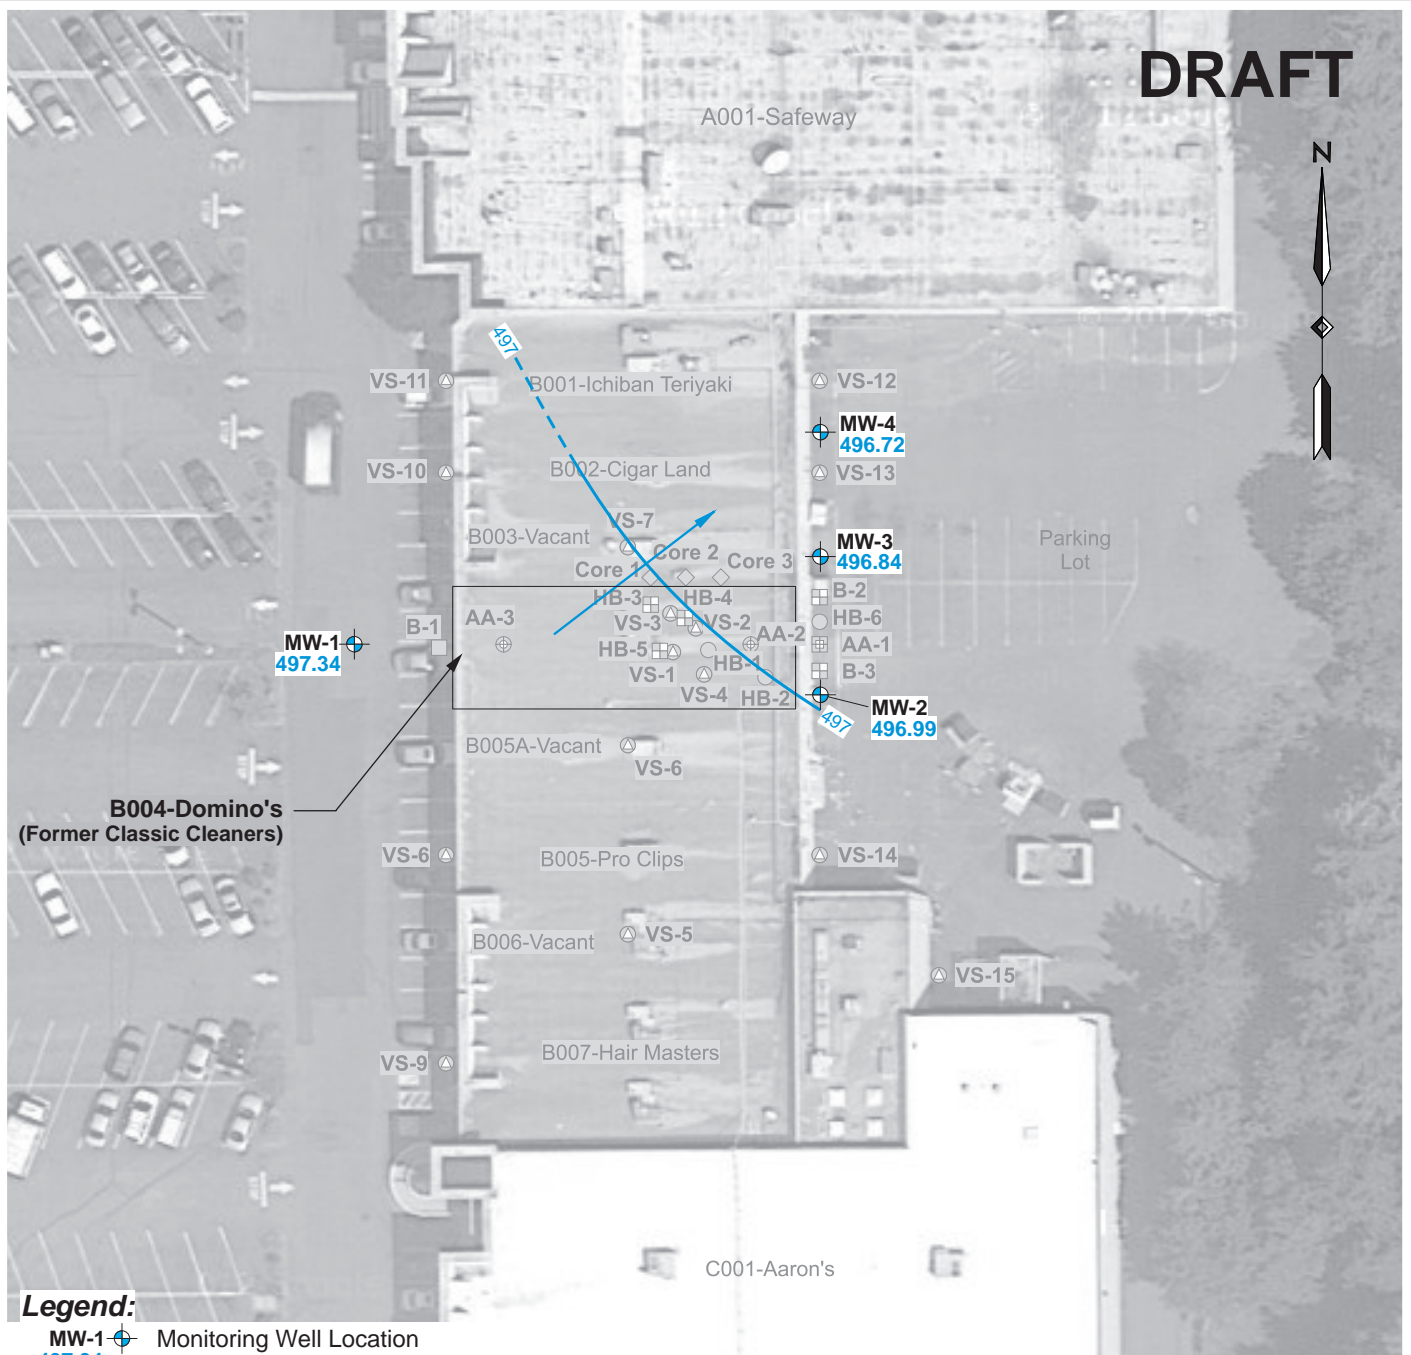 DRAFT
A001-Safeway
N
497
B001-Ichiban Teriyaki
VS-11
VS-12
MW-4
496.72
VS-10
B002-Cigar Land
VS-13
VS-7
B003-Vacant
Core 1
Core 2
Core 3
MW-3
496.84
Parking
Lot
HB-3
HB-4
B-2
AA-3
VS-3
VS-2
HB-6
B-1
AA-2
MW-1
497.34
HB-5
HB-1
AA-1
VS-1
B-3
VS-4
HB-2
MW-2
496.99
497
B005A-Vacant
VS-6
B004-Domino's
(Former Classic Cleaners)
VS-6
B005-Pro Clips
VS-14
B006-Vacant
VS-5
VS-15
B007-Hair Masters
VS-9
C001-Aaron's
Legend:
MW-1
Monitoring Well Location